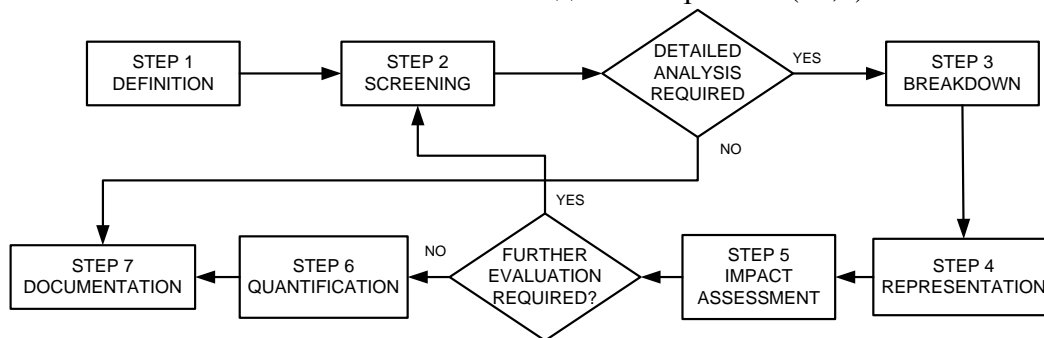 STEP 1
DEFINITION
STEP 2
SCREENING
DETAILED
ANALYSIS
REQUIRED
YES
STEP 3
BREAKDOWN
NO
YES
STEP 7
DOCUMENTATION
STEP 6
QUANTIFICATION
NO
FURTHER
EVALUATION
REQUIRED?
STEP 5
IMPACT
ASSESSMENT
STEP 4
REPRESENTATION